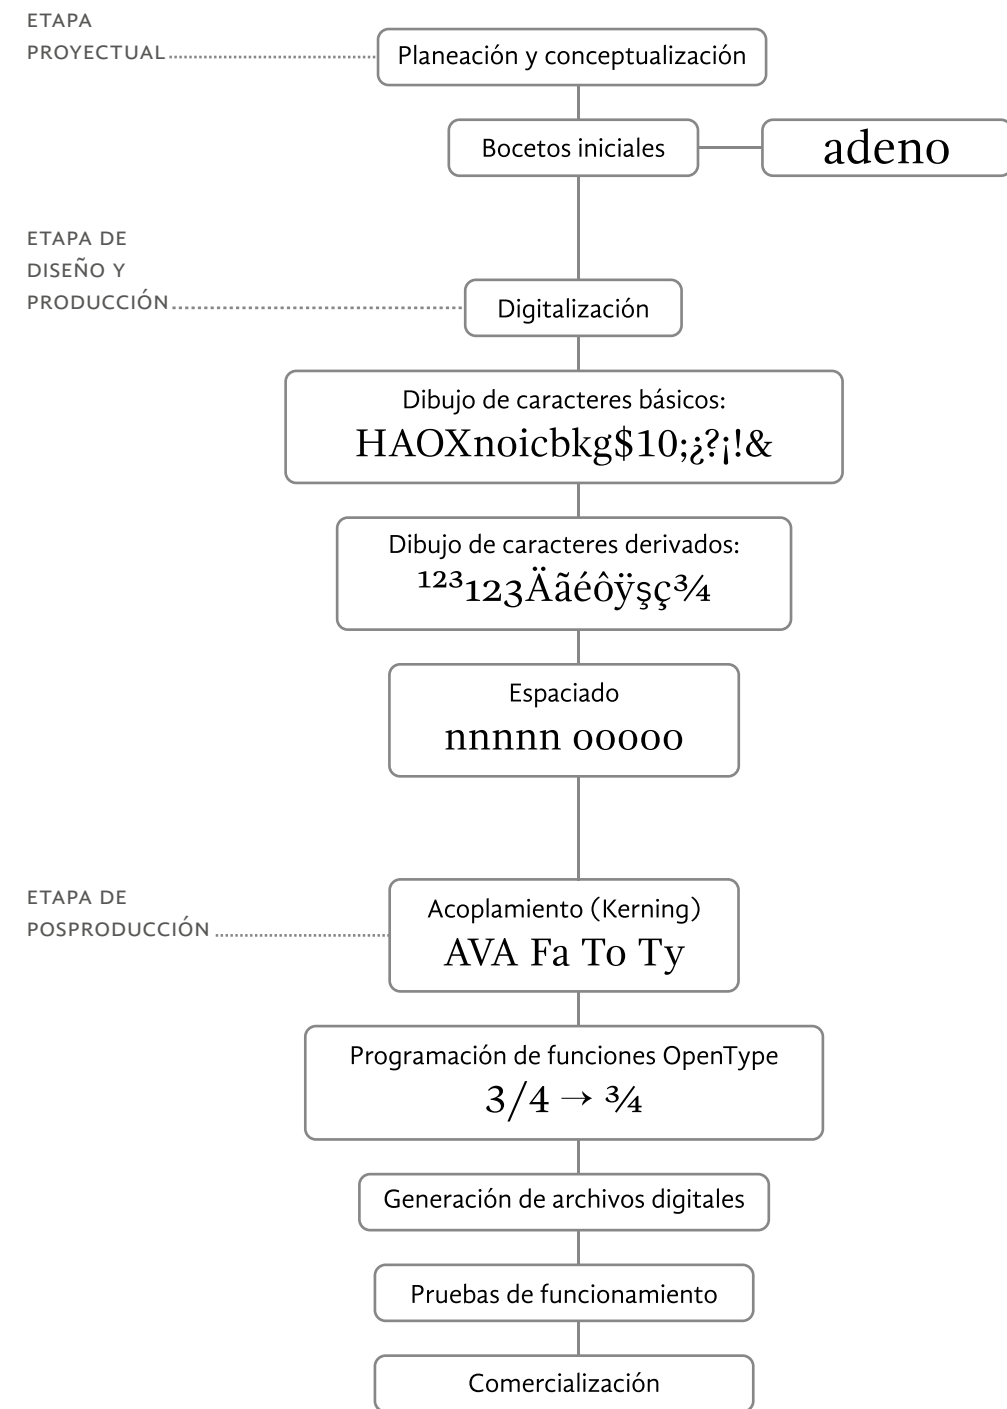 ETAPA
PROYECTUAL
Planeación y conceptualización
Bocetos iniciales
adeno
ETAPA DE
DISEÑO Y
PRODUCCIÓN
Digitalización
Dibujo de caracteres básicos:
HAOXnoicbkg$10;¿?¡!&
Dibujo de caracteres derivados:
¹²³123Äãéôÿşç¾
Espaciado
nnnnn ooooo
ETAPA DE
POSPRODUCCIÓN
Acoplamiento (Kerning)
AVA Fa To Ty
Programación de funciones OpenType
3/4 → ¾
Generación de archivos digitales
Pruebas de funcionamiento
Comercialización